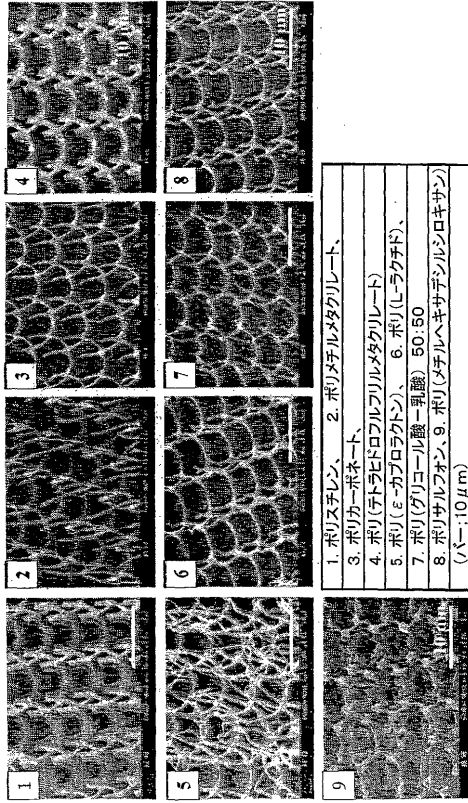 1
2
3
4
10 μm
5
6
7
8
10 μm
9
10 μm
1. ポリスチレン、 2. ポリメチルメタクリレート、
3. ポリカーボネート、
4. ポリ(テトラヒドロフルフリルメタクリレート)
5. ポリ(ε-カプロラクトン)、 6. ポリ(L-ラクチド)、
7. ポリ(グリコール酸-乳酸) 50:50
8. ポリサルフォン、9. ポリ(メチルヘキサデシルシロキサン)
(バー:10μm)